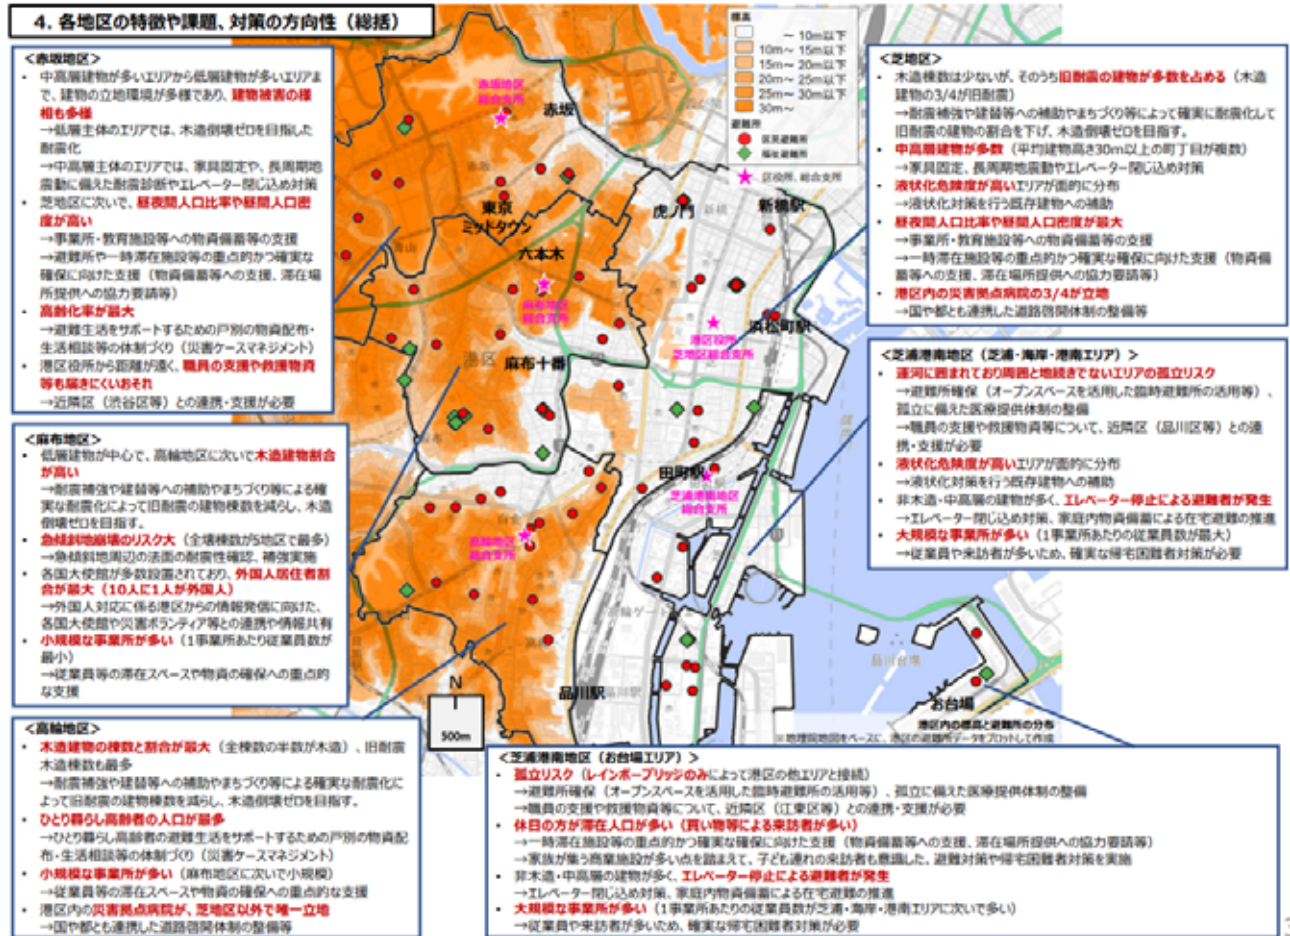 4. 各地区の特徴や課題、対策の方向性（総括）
<赤坂地区>
• 中高層建物が多いエリアから低層建物が多いエリアま
で、建物の立地環境が多様であり、建物被害の様
相も多様
→低層主体のエリアでは、木造倒壊ゼロを目指した
耐震化
→中高層主体のエリアでは、家具固定や、長周期地
震動に備えた耐震診断やエレベーター閉じ込め対策
• 芝地区に次いで、昼夜間人口比率や昼間人口密
度が高い
→事業所・教育施設等への物資備蓄等の支援
→避難所や一時滞在施設等の重点的かつ確実な
確保に向けた支援（物資備蓄等への支援、滞在場
所提供への協力要請等）
• 高齢化率が最大
→避難生活をサポートするための戸別の物資配布・
生活相談等の体制づくり（災害ケースマネジメント）
• 港区役所から距離が遠く、職員の支援や救援物資
等も届きにくいおそれ
→近隣区（渋谷区等）との連携・支援が必要
<麻布地区>
• 低層建物が中心で、高輪地区に次いで木造建物割合
が高い
→耐震補強や建替等への補助やまちづくり等による確
実な耐震化によって旧耐震の建物棟数を減らし、木造
倒壊ゼロを目指す。
• 急傾斜地崩壊のリスク大（全壊棟数が5地区で最多）
→急傾斜地周辺の法面の耐震性確認、補強実施
• 各国大使館が多数設置されており、外国人居住者割
合が最大（10人に1人が外国人）
→外国人対応に係る港区からの情報発信に向けた、
各国大使館や災害ボランティア等との連携や情報共有
• 小規模な事業所が多い（1事業所あたり従業員数が
最小）
→従業員等の滞在スペースや物資の確保への重点的
な支援
<高輪地区>
• 木造建物の棟数と割合が最大（全棟数の半数が木造）、旧耐震
木造棟数も最多
→耐震補強や建替等への補助やまちづくり等による確実な耐震化に
よって旧耐震の建物棟数を減らし、木造倒壊ゼロを目指す。
• ひとり暮らし高齢者の人口が最多
→ひとり暮らし高齢者の避難生活をサポートするための戸別の物資配
布・生活相談等の体制づくり（災害ケースマネジメント）
• 小規模な事業所が多い（麻布地区に次いで小規模）
→従業員等の滞在スペースや物資の確保への重点的な支援
• 港区内の災害拠点病院が、芝地区以外で唯一立地
→国や都とも連携した道路啓開体制の整備等
標高
～ 10m以下
10m～ 15m以下
15m～ 20m以下
20m～ 25m以下
25m～ 30m以下
30m～
避難所
区民避難所
福祉避難所
区役所、総合支所
赤坂地区
総合支所
赤坂
東京
ミッドタウン
虎ノ門
新橋
新橋駅
六本木
麻布地区
総合支所
港区役所
芝地区総合支所
浜松町駅
港区
麻布十番
麻布
田町駅
芝浦港南地区
総合支所
白金
高輪地区
総合支所
品川駅
品川台場
お台場
N
500m
港区内の標高と避難所の分布
※地理院地図をベースに、港区の避難所データをプロットして作成
<芝地区>
• 木造棟数は少ないが、そのうち旧耐震の建物が多数を占める（木造
建物の3/4が旧耐震）
→耐震補強や建替等への補助やまちづくり等によって確実に耐震化して
旧耐震の建物の割合を下げ、木造倒壊ゼロを目指す。
• 中高層建物が多数（平均建物高さ30m以上の町丁目が複数）
→家具固定、長周期地震動やエレベーター閉じ込め対策
• 液状化危険度が高いエリアが面的に分布
→液状化対策を行う既存建物への補助
• 昼夜間人口比率や昼間人口密度が最大
→事業所・教育施設等への物資備蓄等の支援
→一時滞在施設等の重点的かつ確実な確保に向けた支援（物資備
蓄等への支援、滞在場所提供への協力要請等）
• 港区内の災害拠点病院の3/4が立地
→国や都とも連携した道路啓開体制の整備等
<芝浦港南地区（芝浦・海岸・港南エリア）>
• 運河に囲まれており周囲と地続きでないエリアの孤立リスク
→避難所確保（オープンスペースを活用した臨時避難所の活用等）、
孤立に備えた医療提供体制の整備
→職員の支援や救援物資等について、近隣区（品川区等）との連
携・支援が必要
• 液状化危険度が高いエリアが面的に分布
→液状化対策を行う既存建物への補助
• 非木造・中高層の建物が多く、エレベーター停止による避難者が発生
→エレベーター閉じ込め対策、家庭内物資備蓄による在宅避難の推進
• 大規模な事業所が多い（1事業所あたりの従業員数が最大）
→従業員や来訪者が多いため、確実な帰宅困難者対策が必要
<芝浦港南地区（お台場エリア）>
• 孤立リスク（レインボーブリッジのみによって港区の他エリアと接続）
→避難所確保（オープンスペースを活用した臨時避難所の活用等）、孤立に備えた医療提供体制の整備
→職員の支援や救援物資等について、近隣区（江東区等）との連携・支援が必要
• 休日の方が滞在人口が多い（買い物等による来訪者が多い）
→一時滞在施設等の重点的かつ確実な確保に向けた支援（物資備蓄等への支援、滞在場所提供への協力要請等）
→家族が集う商業施設が多い点を踏まえて、子ども連れの来訪者も意識した、避難対策や帰宅困難者対策を実施
• 非木造・中高層の建物が多く、エレベーター停止による避難者が発生
→エレベーター閉じ込め対策、家庭内物資備蓄による在宅避難の推進
• 大規模な事業所が多い（1事業所あたりの従業員数が芝浦・海岸・港南エリアに次いで多い）
→従業員や来訪者が多いため、確実な帰宅困難者対策が必要